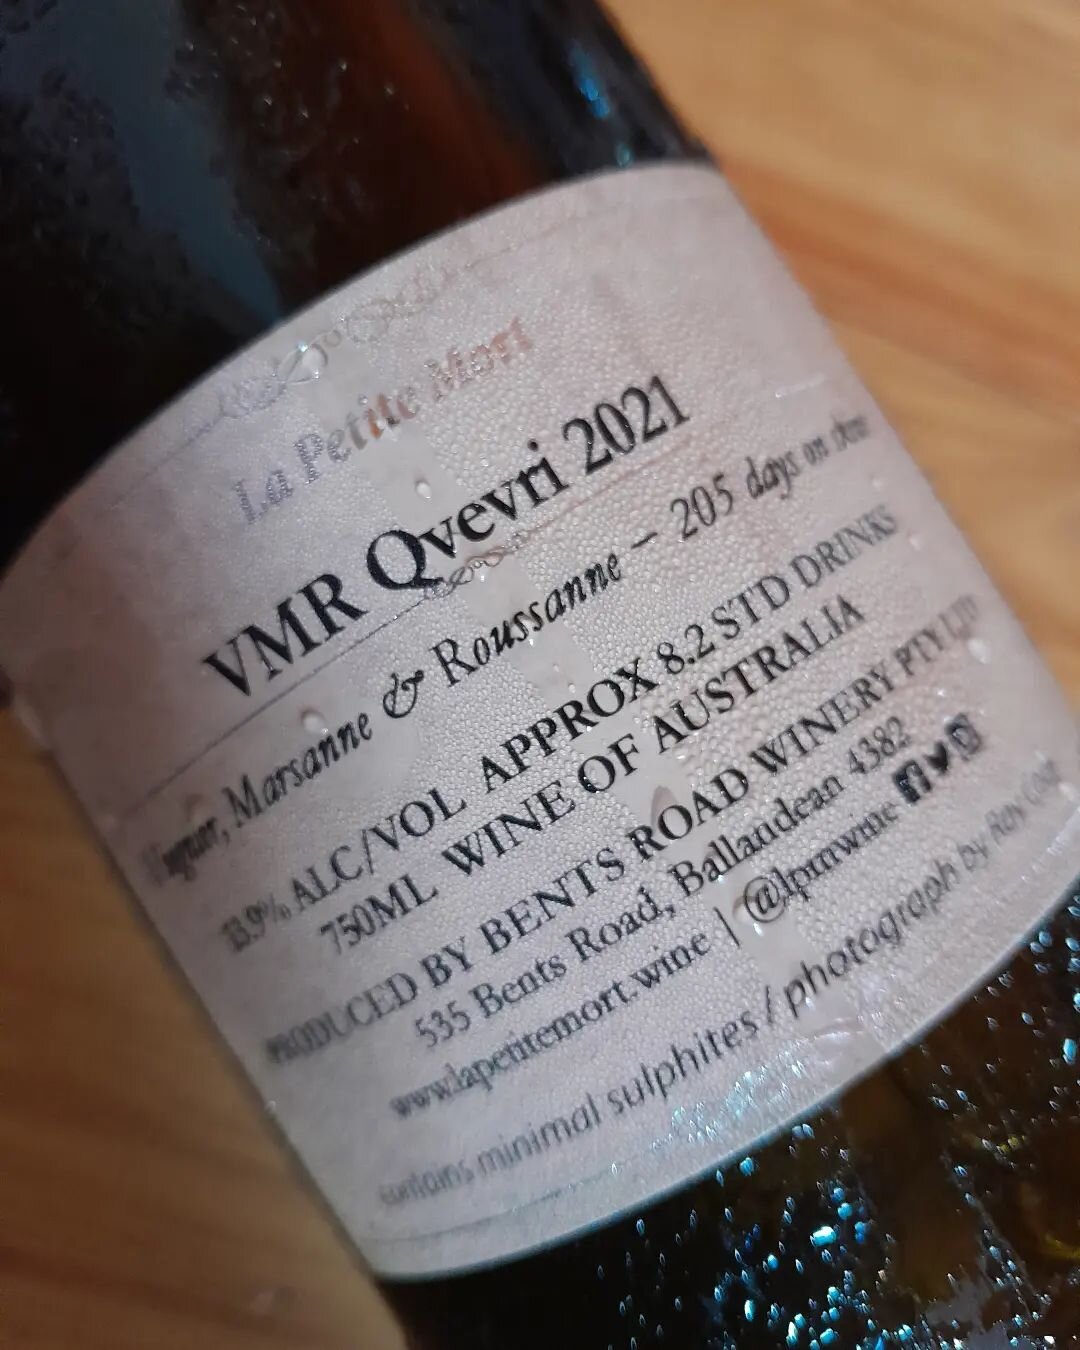 La Petite Mort
VMR Qvevri 2021
Marsanne & Roussanne – 205 days on skins
13.9% ALC/VOL APPROX 8.2 STD DRINKS
750ML WINE OF AUSTRALIA
PRODUCED BY BENTS ROAD WINERY PTY LTD
535 Bents Road, Ballandean 4382
www.lapetitemort.wine | @lpmwine
contains minimal sulphites / photograph by